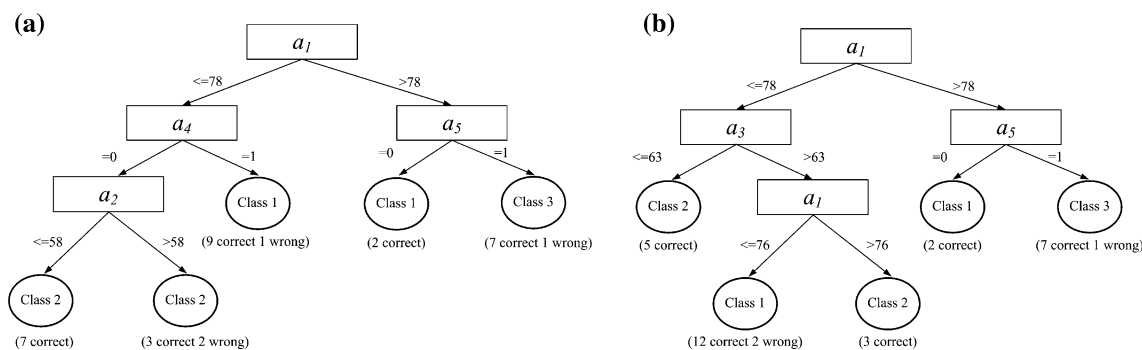 (a)
a1
<=78
>78
a4
a5
=0
=1
=0
=1
a2
Class 1
Class 1
Class 3
(9 correct 1 wrong)
(2 correct)
(7 correct 1 wrong)
<=58
>58
Class 2
Class 2
(7 correct)
(3 correct 2 wrong)
(b)
a1
<=78
>78
a3
a5
<=63
>63
=0
=1
Class 2
a1
Class 1
Class 3
(5 correct)
(2 correct)
(7 correct 1 wrong)
<=76
>76
Class 1
Class 2
(12 correct 2 wrong)
(3 correct)